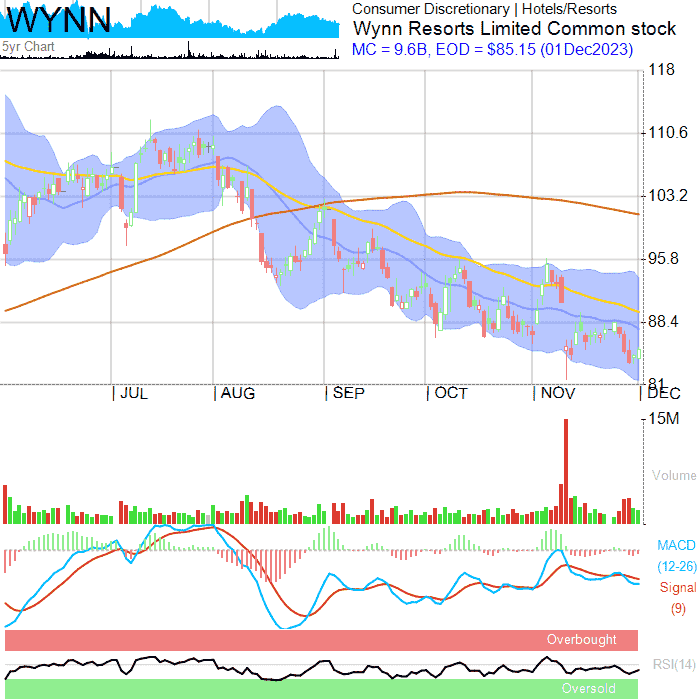 WYNN
5yr Chart
Consumer Discretionary | Hotels/Resorts
Wynn Resorts Limited Common stock
MC = 9.6B, EOD = $85.15 (01Dec2023)
118
110.6
103.2
95.8
88.4
81
JUL AUG SEP OCT NOV DEC
15M
Volume
MACD
(12-26)
Signal
(9)
Overbought
RSI(14)
Oversold